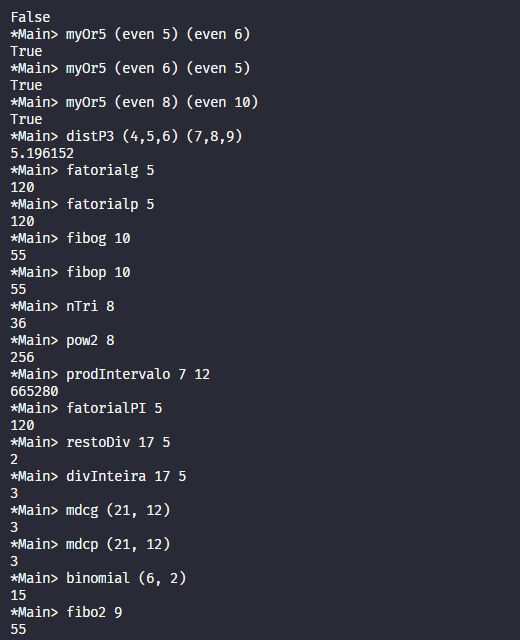 False
*Main> myOr5 (even 5) (even 6)
True
*Main> myOr5 (even 6) (even 5)
True
*Main> myOr5 (even 8) (even 10)
True
*Main> distP3 (4,5,6) (7,8,9)
5.196152
*Main> fatorialg 5
120
*Main> fatorialp 5
120
*Main> fibog 10
55
*Main> fibop 10
55
*Main> nTri 8
36
*Main> pow2 8
256
*Main> prodIntervalo 7 12
665280
*Main> fatorialPI 5
120
*Main> restoDiv 17 5
2
*Main> divInteira 17 5
3
*Main> mdcg (21, 12)
3
*Main> mdcp (21, 12)
3
*Main> binomial (6, 2)
15
*Main> fibo2 9
55